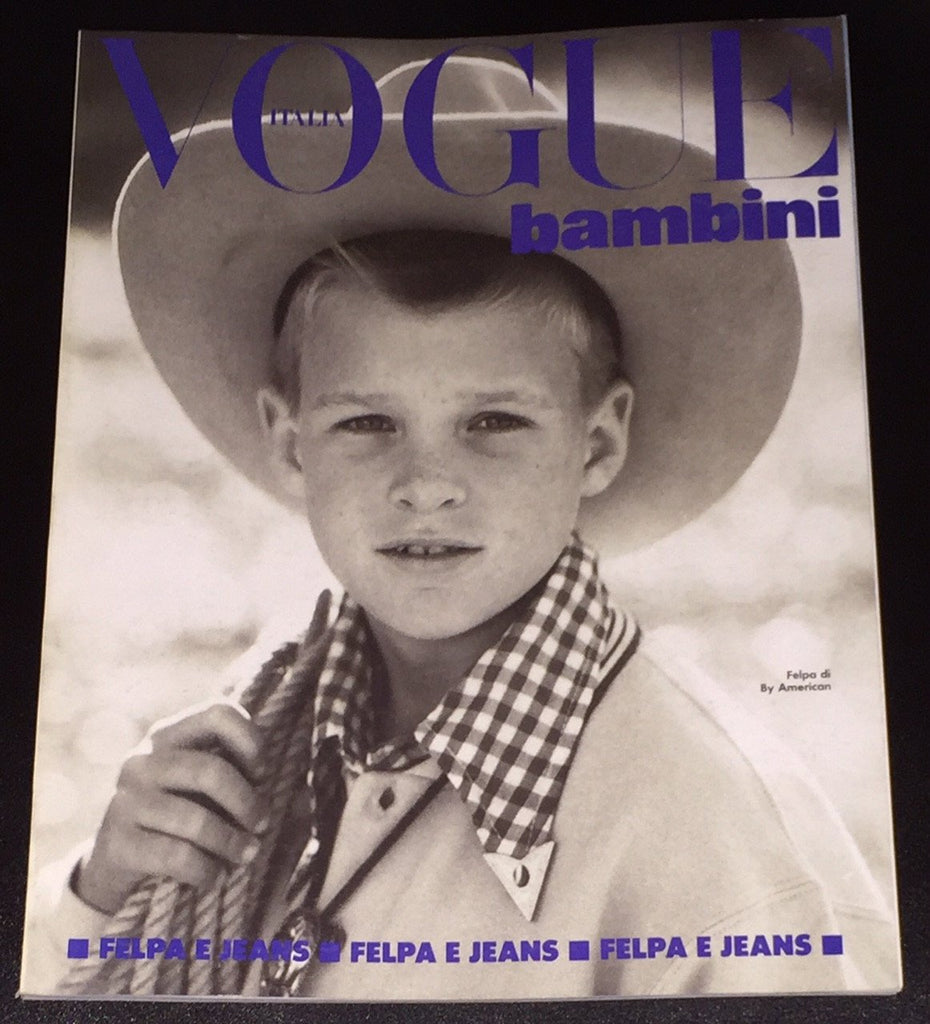 VOGUE
ITALIA
bambini
Felpa di
By American
■ FELPA E JEANS ■ FELPA E JEANS ■ FELPA E JEANS ■